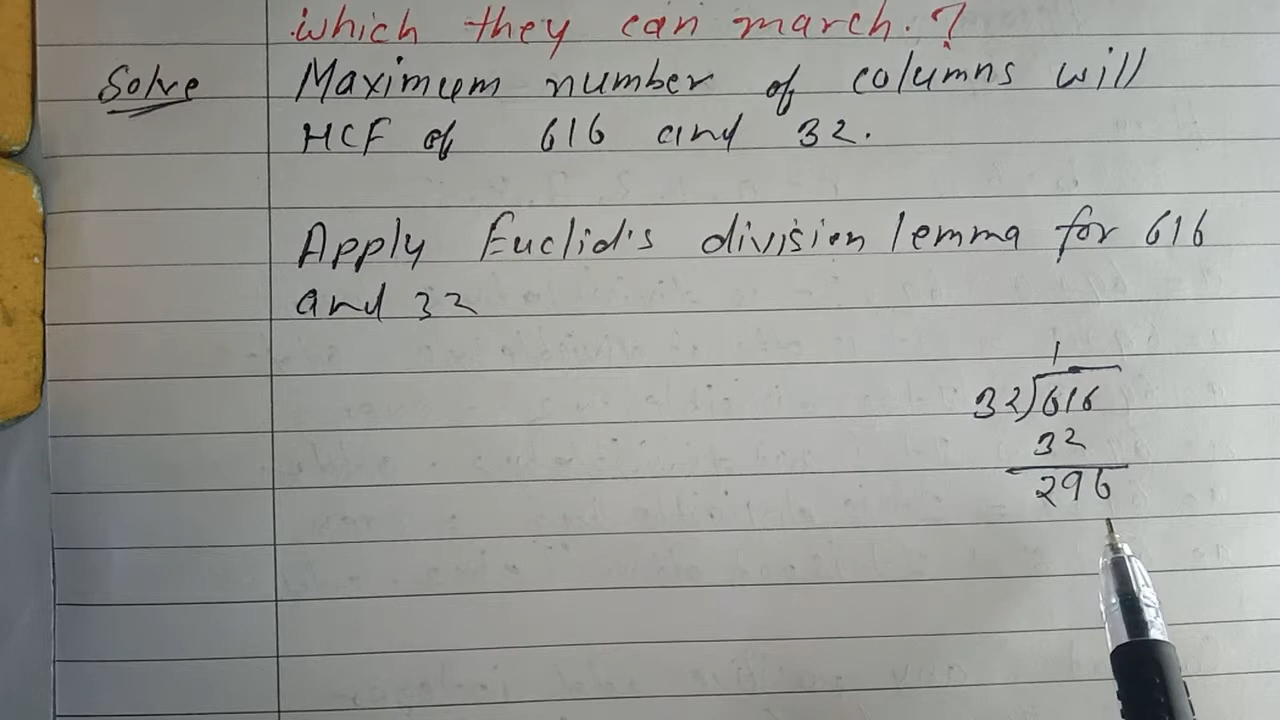 which they can march.?
Solve
Maximum number of columns will
HCF of 616 and 32.
Apply Euclid's division lemma for 616
and 32
1
32)616
32
296